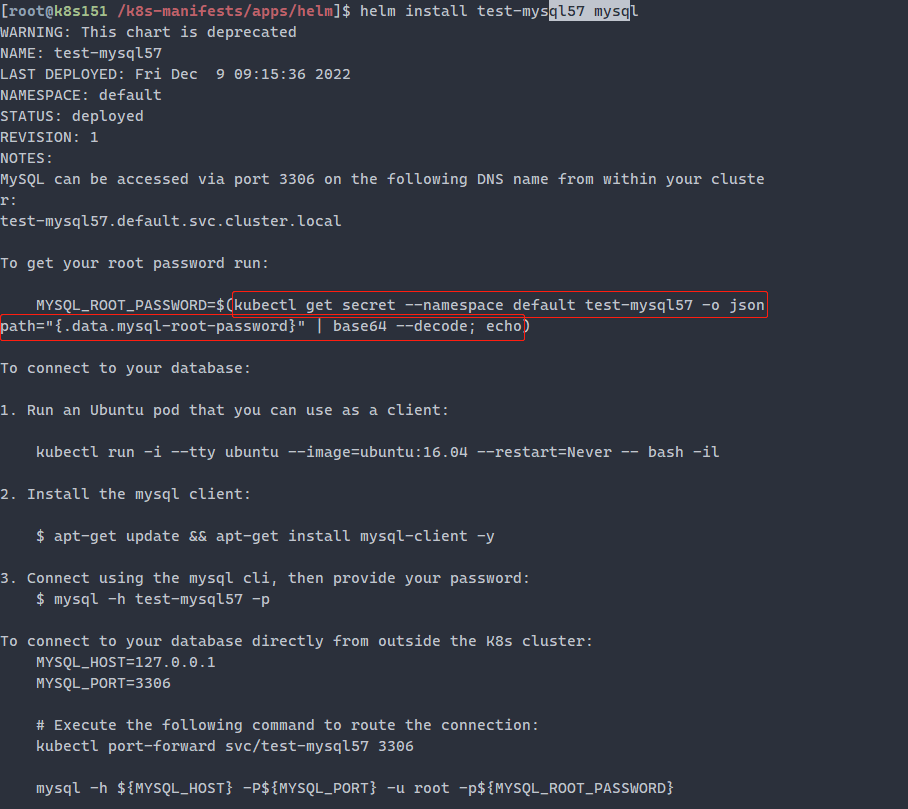 [root@k8s151 /k8s-manifests/apps/helm]$ helm install test-mysql57 mysql
WARNING: This chart is deprecated
NAME: test-mysql57
LAST DEPLOYED: Fri Dec  9 09:15:36 2022
NAMESPACE: default
STATUS: deployed
REVISION: 1
NOTES:
MySQL can be accessed via port 3306 on the following DNS name from within your cluste
r:
test-mysql57.default.svc.cluster.local

To get your root password run:

    MYSQL_ROOT_PASSWORD=$(kubectl get secret --namespace default test-mysql57 -o json
path="{.data.mysql-root-password}" | base64 --decode; echo)

To connect to your database:

1. Run an Ubuntu pod that you can use as a client:

    kubectl run -i --tty ubuntu --image=ubuntu:16.04 --restart=Never -- bash -il

2. Install the mysql client:

    $ apt-get update && apt-get install mysql-client -y

3. Connect using the mysql cli, then provide your password:
    $ mysql -h test-mysql57 -p

To connect to your database directly from outside the K8s cluster:
    MYSQL_HOST=127.0.0.1
    MYSQL_PORT=3306

    # Execute the following command to route the connection:
    kubectl port-forward svc/test-mysql57 3306

    mysql -h ${MYSQL_HOST} -P${MYSQL_PORT} -u root -p${MYSQL_ROOT_PASSWORD}